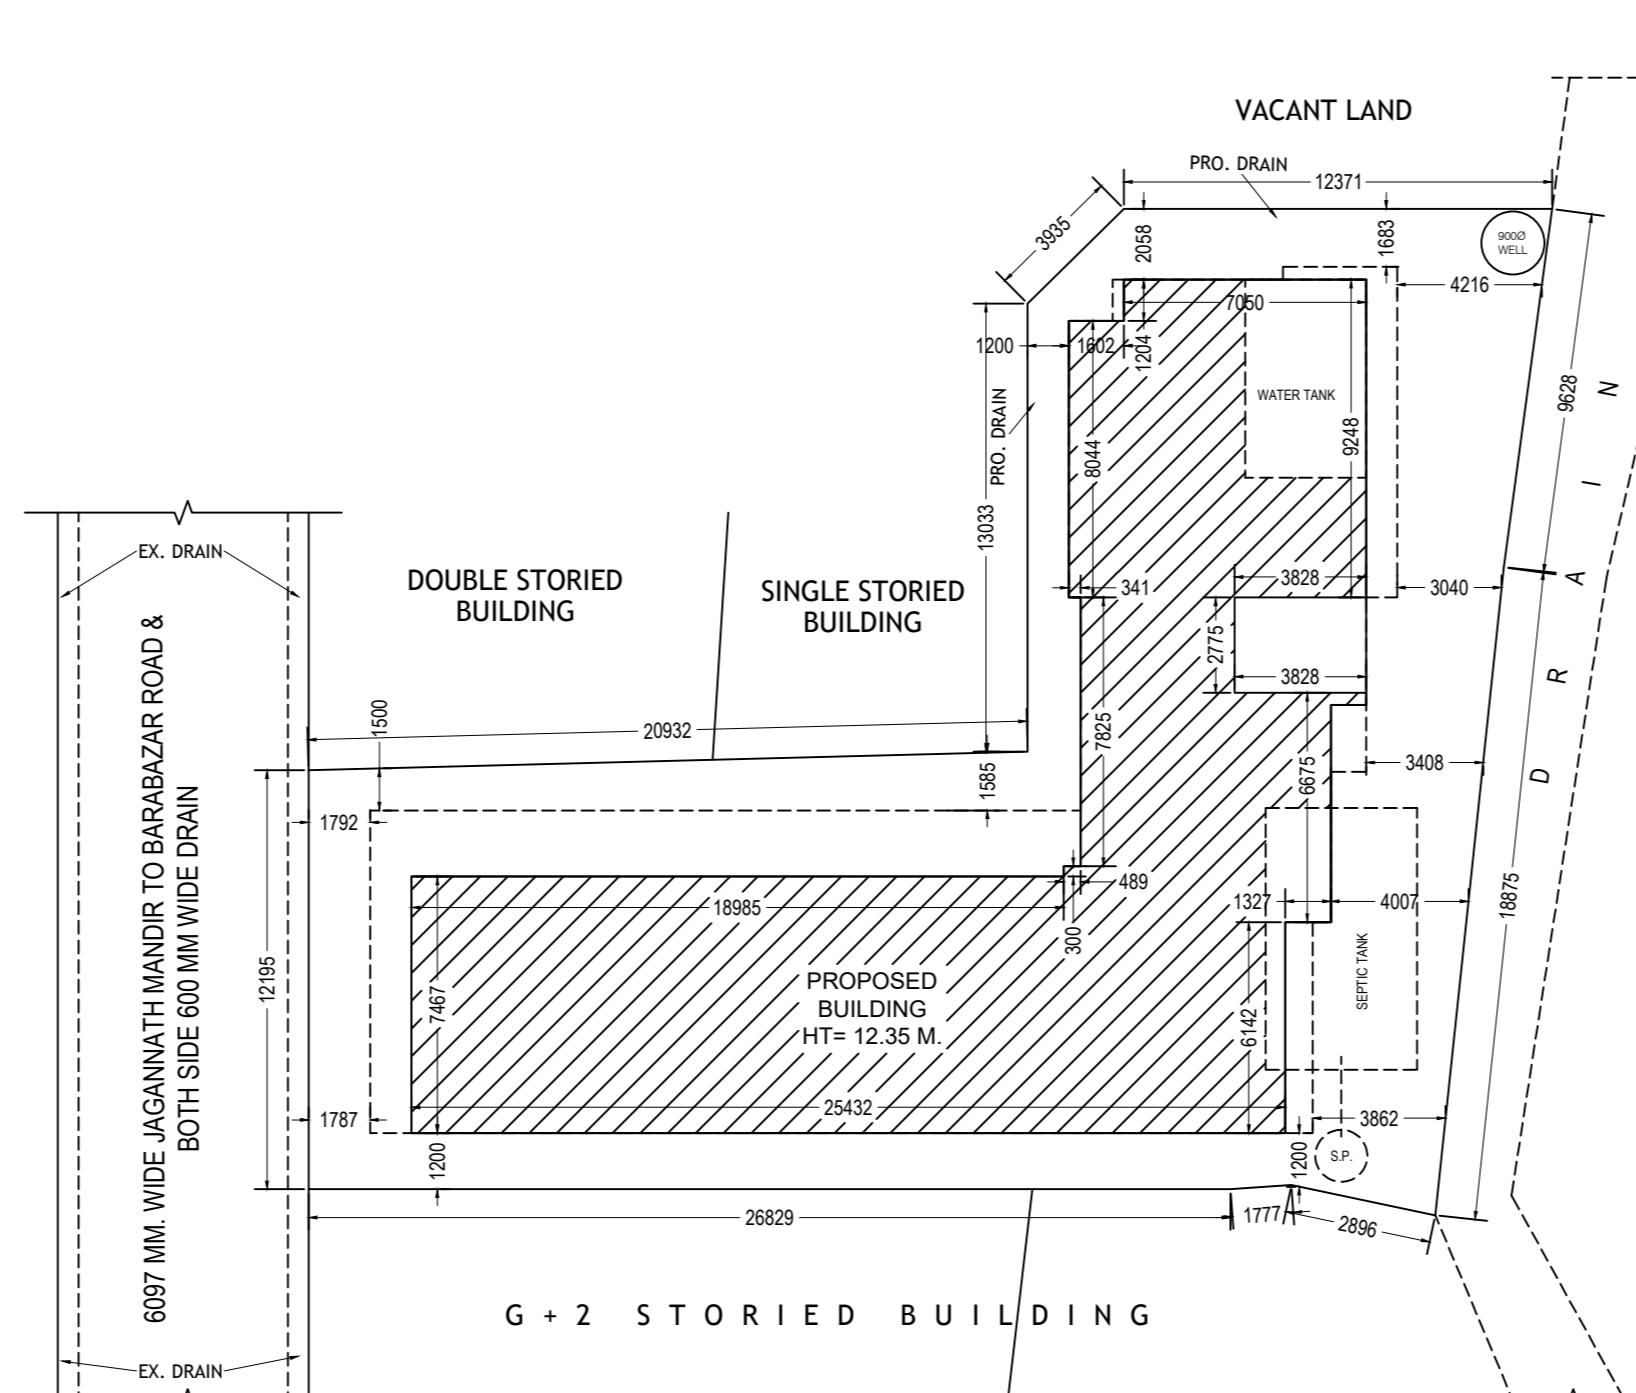 VACANT LAND
PRO. DRAIN
12371
3935
2058
1683
900Ø
WELL
4216
7050
1200
1602
1204
WATER TANK
9628
PRO. DRAIN
8044
9248
13033
EX. DRAIN
DOUBLE STORIED
BUILDING
SINGLE STORIED
BUILDING
341
3828
3040
2775
3828
DRAIN
6097 MM. WIDE JAGANNATH MANDIR TO BARABAZAR ROAD &
BOTH SIDE 600 MM WIDE DRAIN
1500
20932
7825
1585
6675
3408
1792
489
1327
4007
18875
18985
300
12195
7467
PROPOSED
BUILDING
HT= 12.35 M.
6142
SEPTIC TANK
25432
1787
3862
1200
1200
S.P.
26829
1777
2896
G + 2 STORIED BUILDING
EX. DRAIN